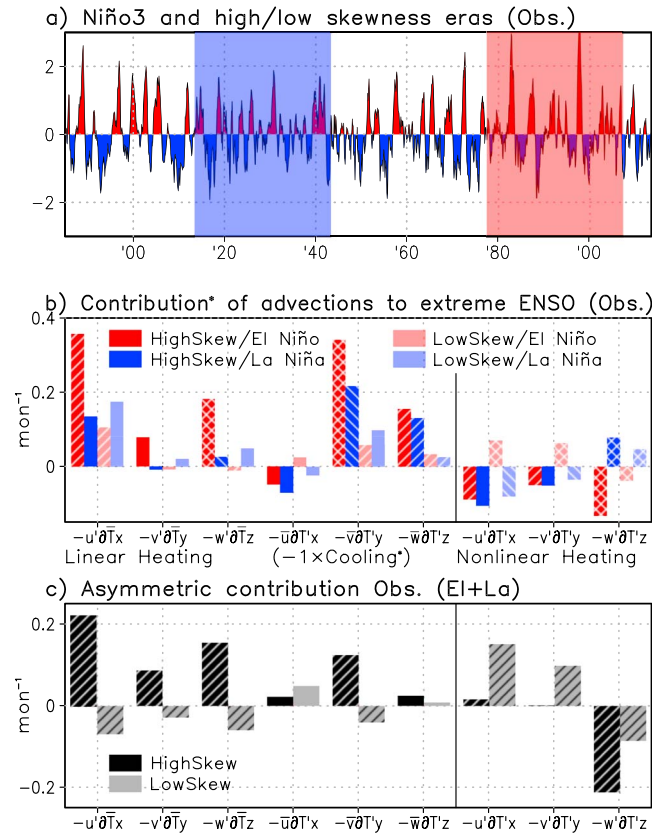 a) Niño3 and high/low skewness eras (Obs.)
2
0
−2
'00 '20 '40 '60 '80 '00
b) Contribution* of advections to extreme ENSO (Obs.)
0.4
HighSkew/El Niño LowSkew/El Niño
HighSkew/La Niña LowSkew/La Niña
0.2
mon⁻¹
0
−u'∂T̅x −v'∂T̅y −w'∂T̅z −u̅∂T'x −v̅∂T'y −w̅∂T'z −u'∂T'x −v'∂T'y −w'∂T'z
Linear Heating (−1×Cooling*) Nonlinear Heating
c) Asymmetric contribution Obs. (El+La)
0.2
mon⁻¹
0
HighSkew
LowSkew
−0.2
−u'∂T̅x −v'∂T̅y −w'∂T̅z −u̅∂T'x −v̅∂T'y −w̅∂T'z −u'∂T'x −v'∂T'y −w'∂T'z